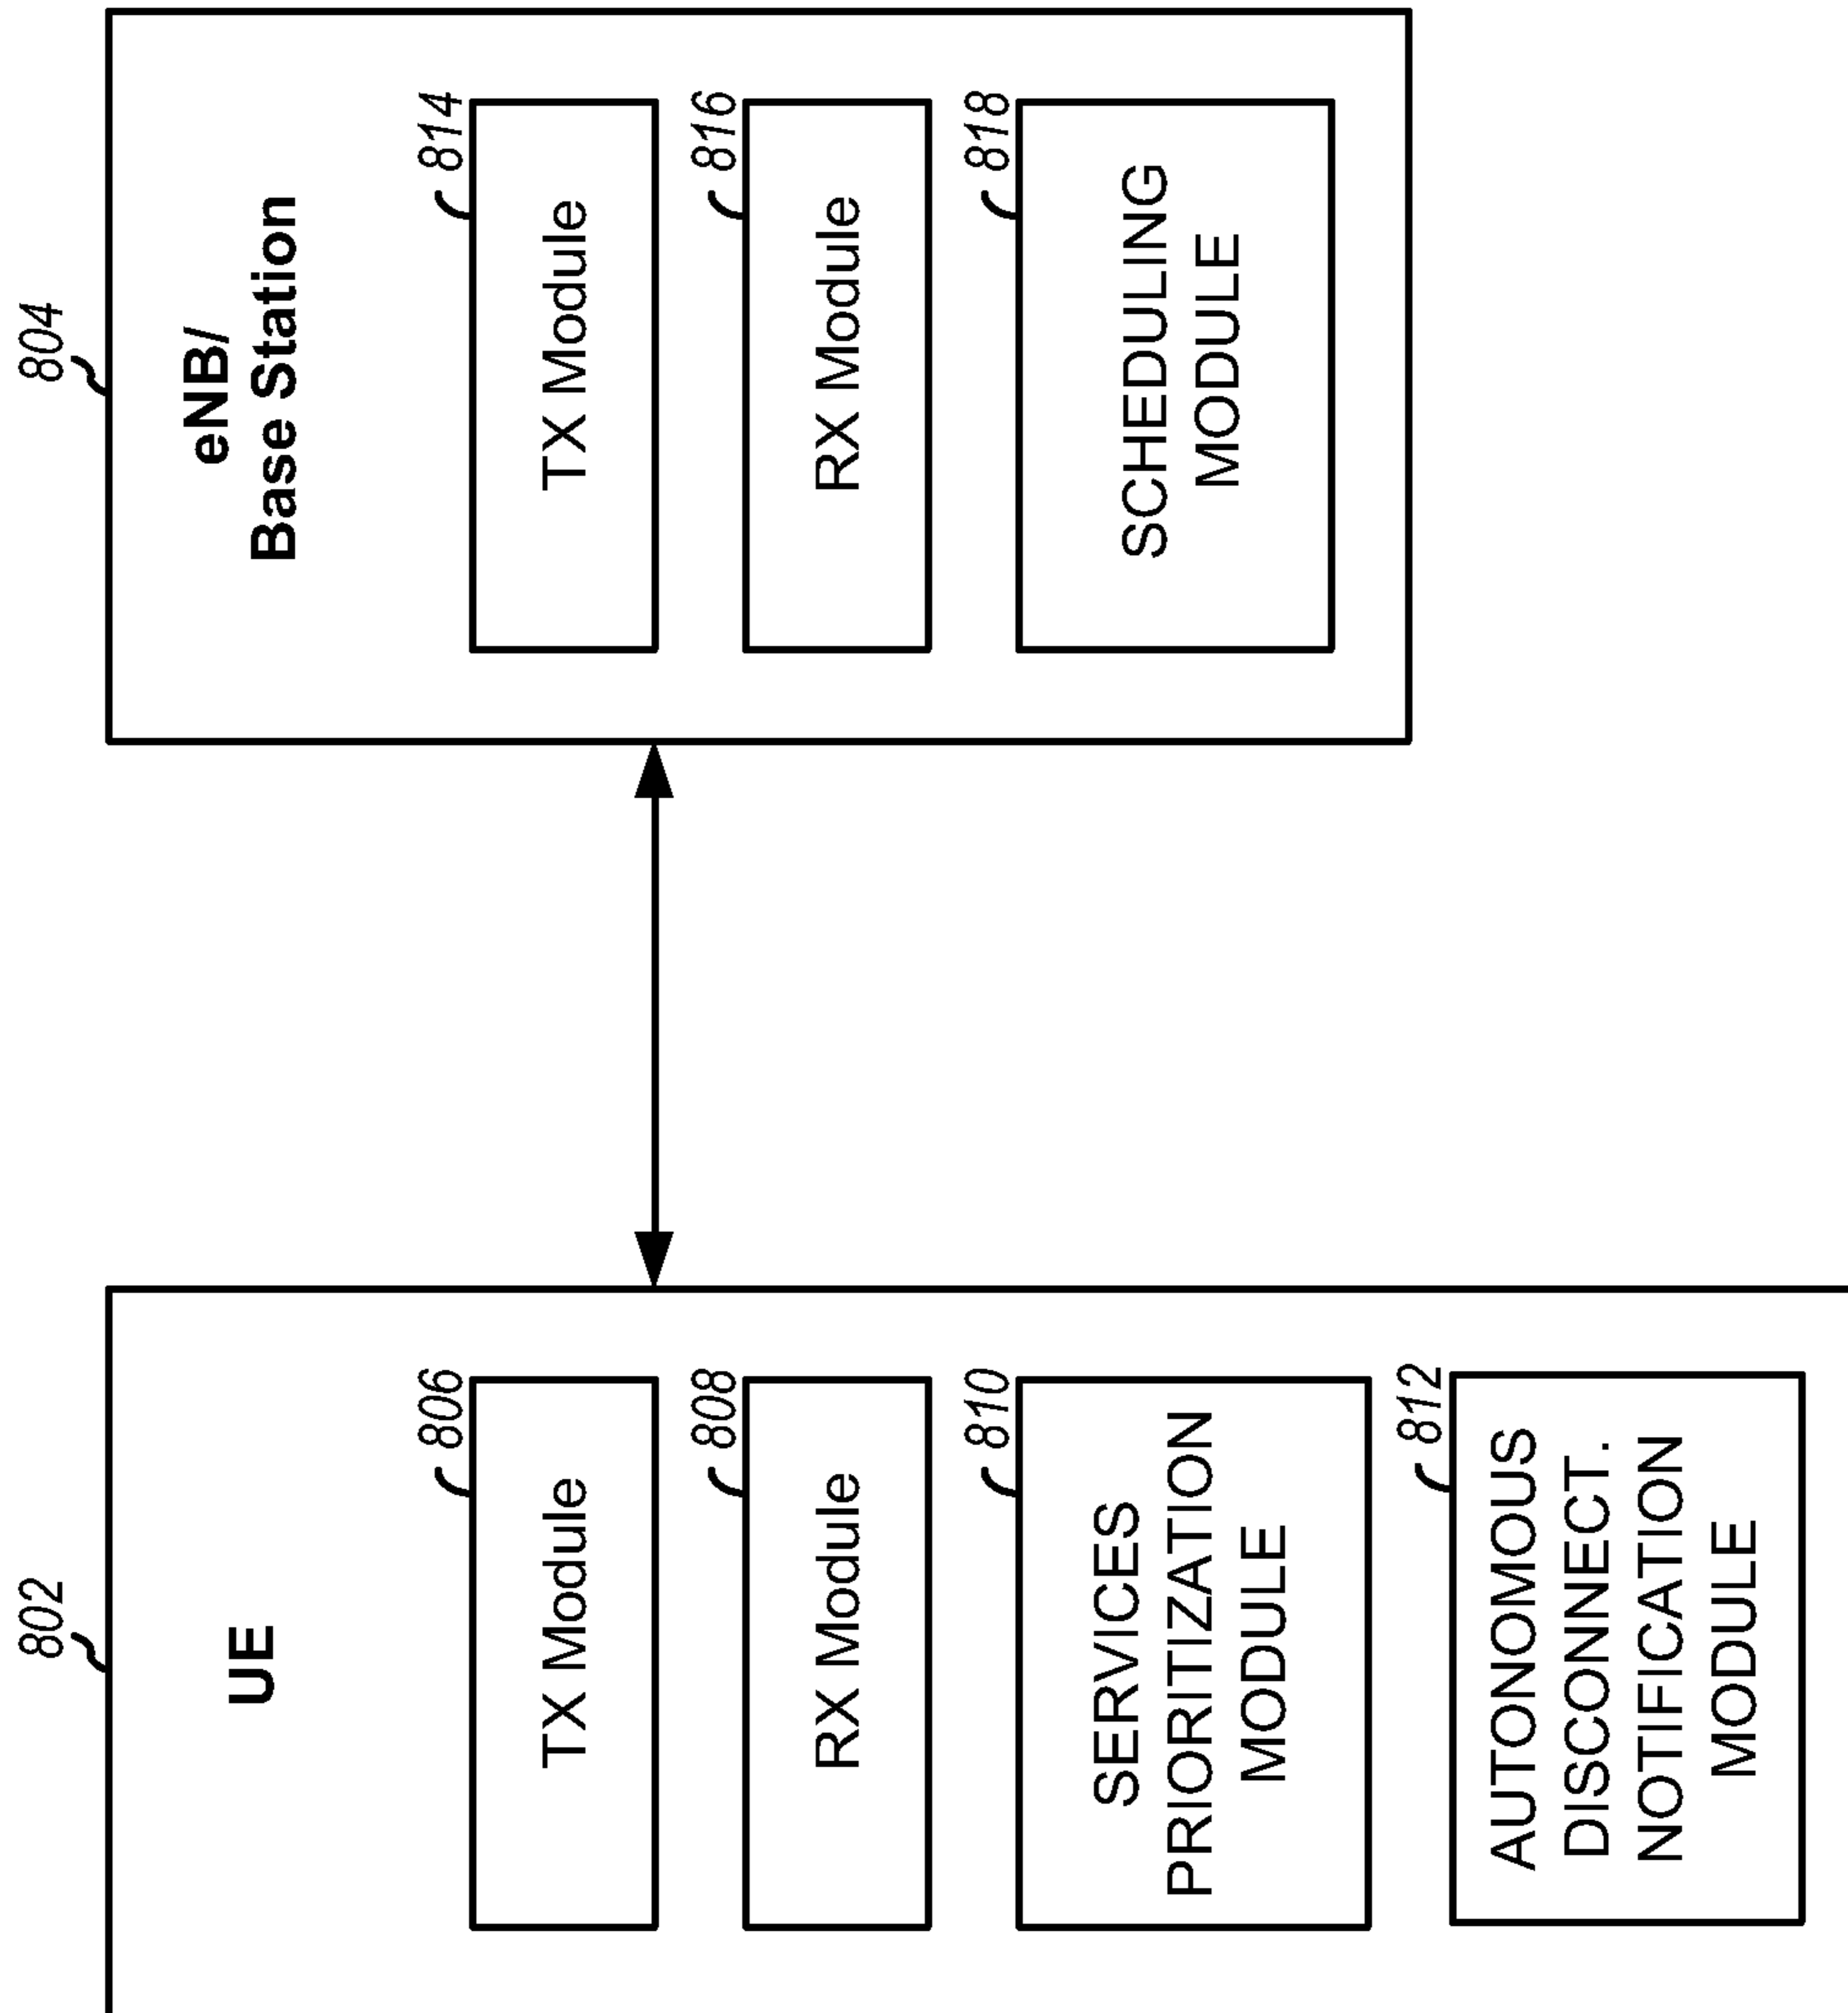 802
UE
806
TX Module
808
RX Module
810
SERVICES
PRIORITIZATION
MODULE
812
AUTONOMOUS
DISCONNECT.
NOTIFICATION
MODULE
804
eNB/
Base Station
814
TX Module
816
RX Module
818
SCHEDULING
MODULE